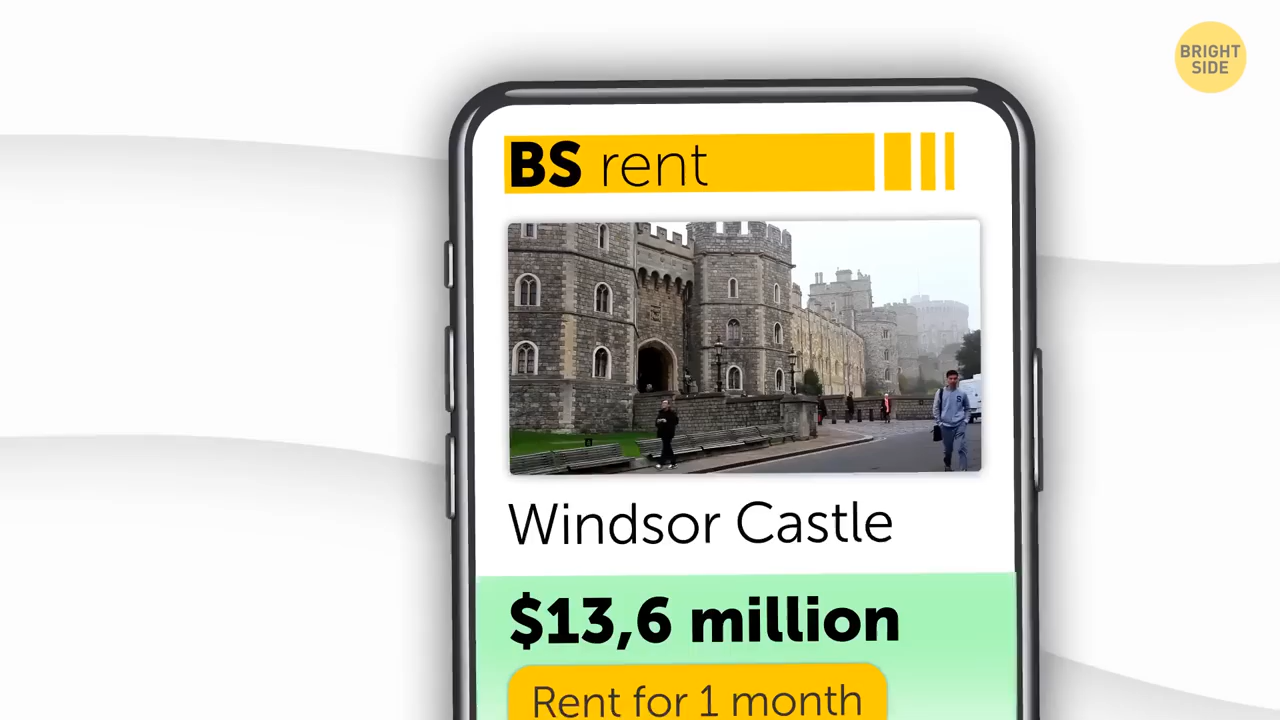 BRIGHT
SIDE
BS rent
Windsor Castle
$13,6 million
Rent for 1 month